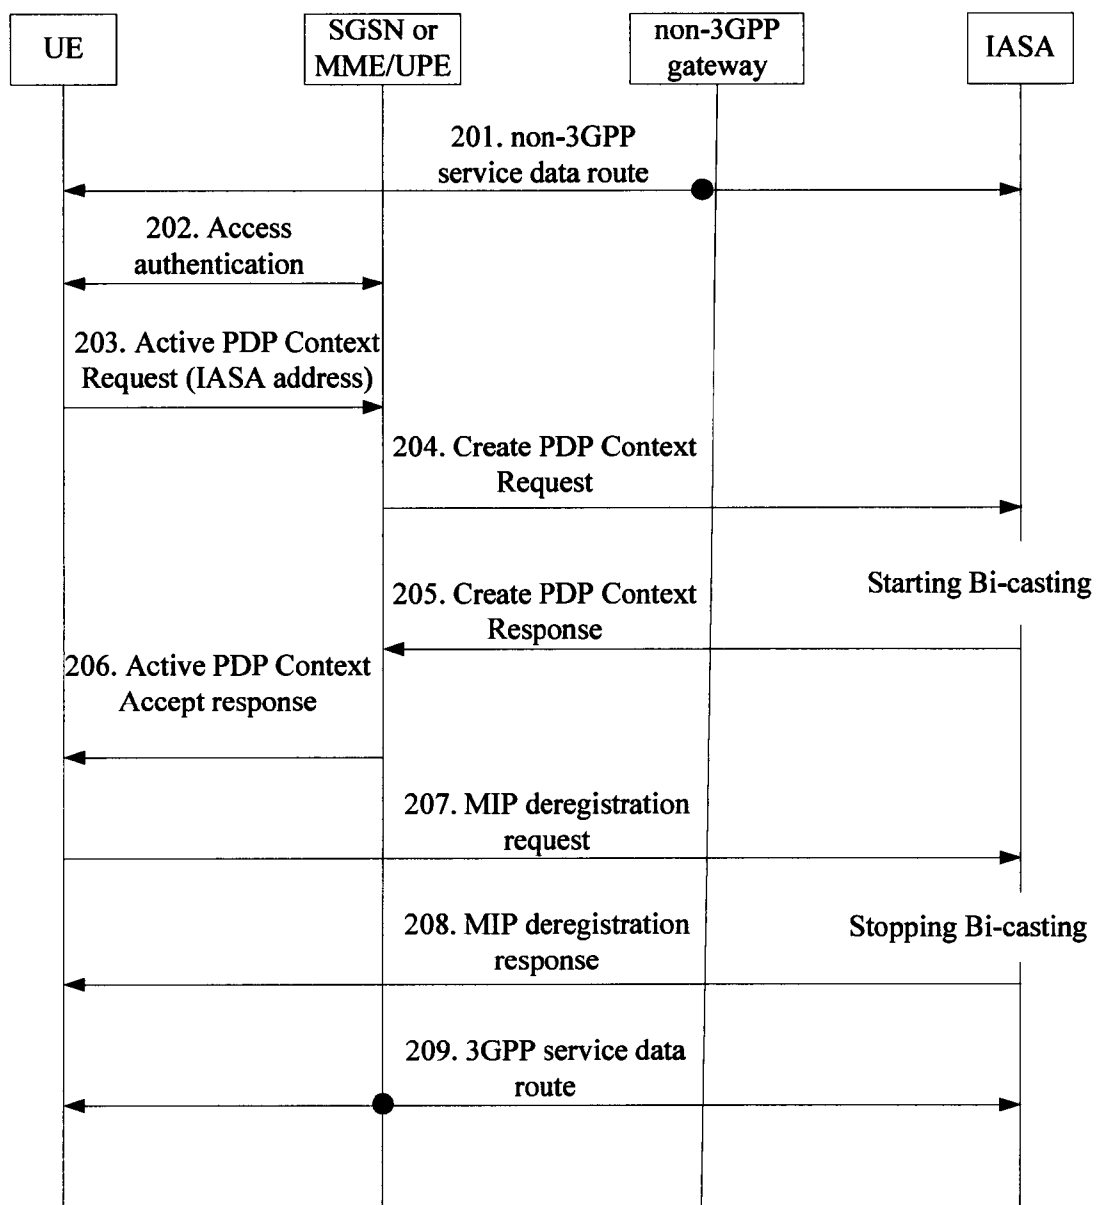 UE
SGSN or
MME/UPE
non-3GPP
gateway
IASA
201. non-3GPP
service data route
202. Access
authentication
203. Active PDP Context
Request (IASA address)
204. Create PDP Context
Request
Starting Bi-casting
205. Create PDP Context
Response
206. Active PDP Context
Accept response
207. MIP deregistration
request
208. MIP deregistration
response
Stopping Bi-casting
209. 3GPP service data
route